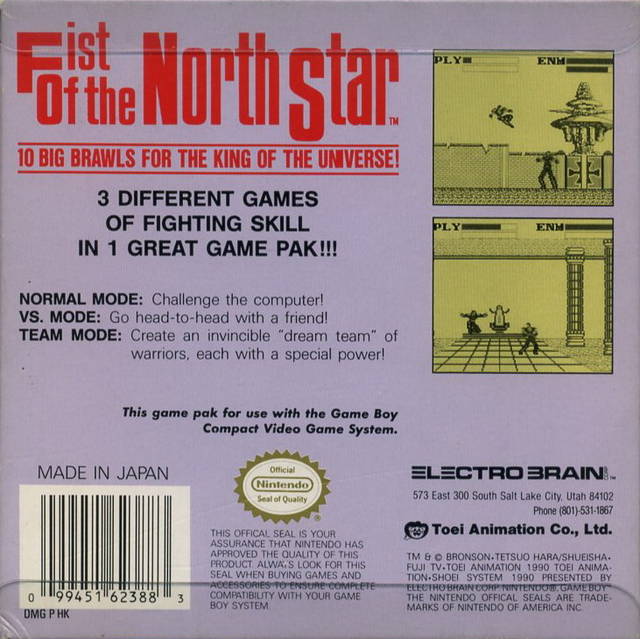 Fist
Of the North Star™
10 BIG BRAWLS FOR THE KING OF THE UNIVERSE!
3 DIFFERENT GAMES
OF FIGHTING SKILL
IN 1 GREAT GAME PAK!!!
NORMAL MODE: Challenge the computer!
VS. MODE: Go head-to-head with a friend!
TEAM MODE: Create an invincible "dream team" of
warriors, each with a special power!
PLY ENM
PLY ENM
This game pak for use with the Game Boy
Compact Video Game System.
MADE IN JAPAN
0 99451 62388 3
DMG P HK
Official
Nintendo
Seal of Quality
®
THIS OFFICIAL SEAL IS YOUR
ASSURANCE THAT NINTENDO HAS
APPROVED THE QUALITY OF THIS
PRODUCT. ALWAYS LOOK FOR THIS
SEAL WHEN BUYING GAMES AND
ACCESSORIES TO ENSURE COMPLETE
COMPATIBILITY WITH YOUR GAME
BOY SYSTEM.
ELECTRO BRAIN CORP.™
573 East 300 South Salt Lake City, Utah 84102
Phone (801)-531-1867
Toei Animation Co., Ltd.
TM & © BRONSON•TETSUO HARA/SHUEISHA•
FUJI TV•TOEI ANIMATION 1990 TOEI ANIMA-
TION•SHOEI SYSTEM 1990 PRESENTED BY
ELECTRO BRAIN CORP. NINTENDO®, GAME BOY™
THE NINTENDO OFFICIAL SEALS ARE TRADE-
MARKS OF NINTENDO OF AMERICA INC.